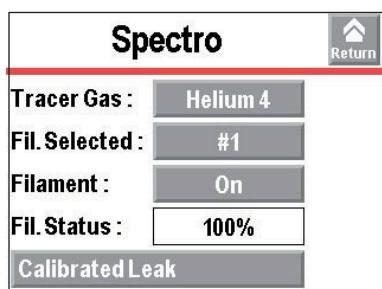 Spectro
Return
Tracer Gas : Helium 4
Fil. Selected : #1
Filament : On
Fil. Status : 100%
Calibrated Leak